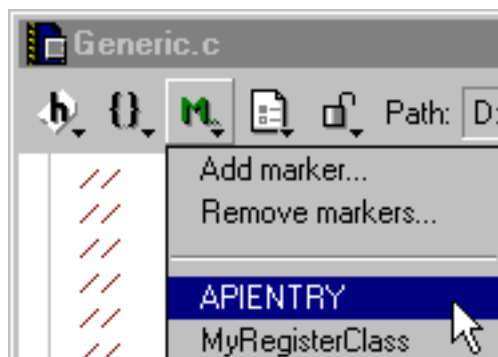 Generic.c
h {} M Path: D:
Add marker...
Remove markers...
APIENTRY
MyRegisterClass
//
//
//
//
//
//